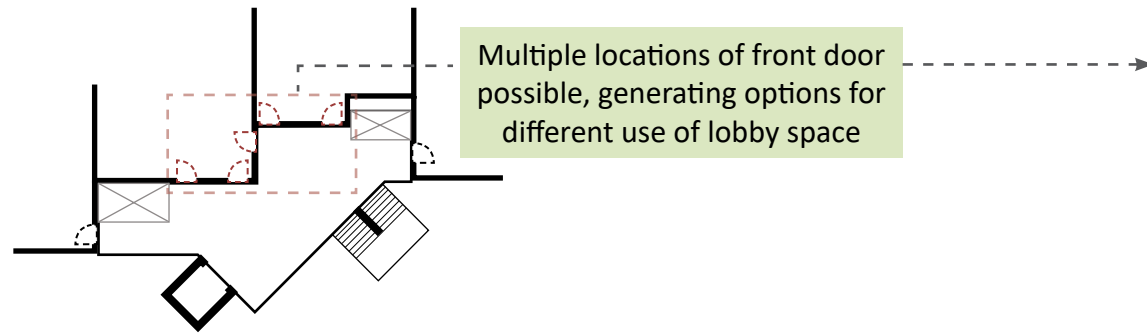 Multiple locations of front door
possible, generating options for
different use of lobby space